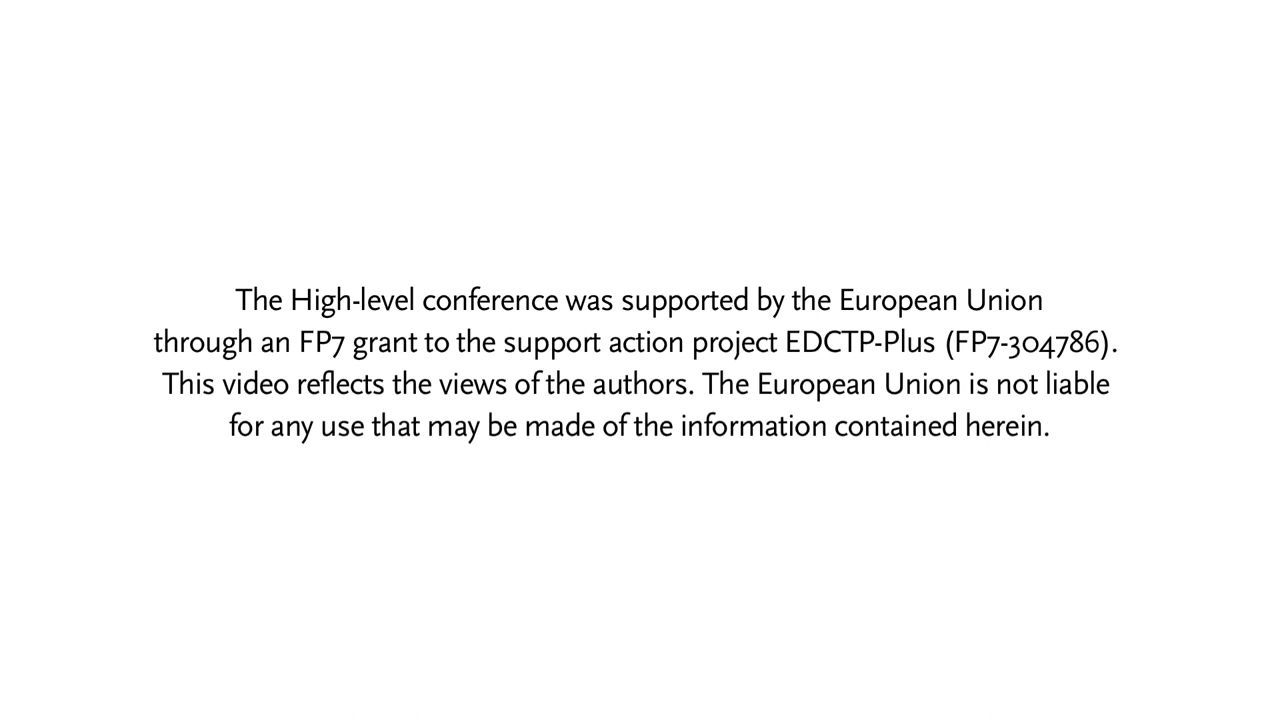 The High-level conference was supported by the European Union
through an FP7 grant to the support action project EDCTP-Plus (FP7-304786).
This video reflects the views of the authors. The European Union is not liable
for any use that may be made of the information contained herein.